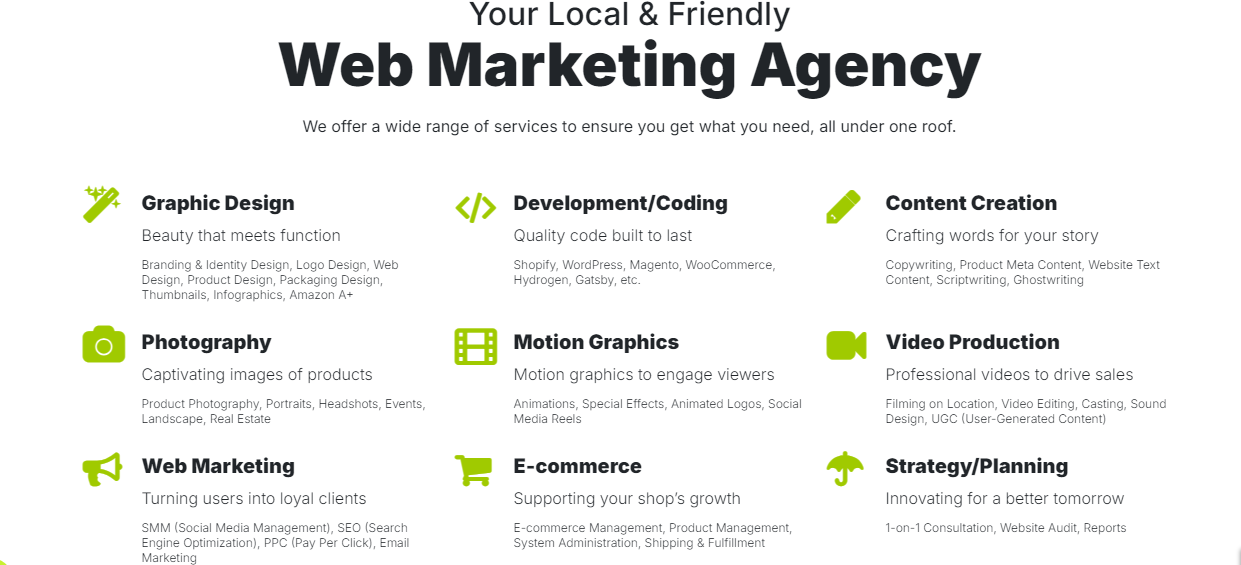 Your Local & Friendly
Web Marketing Agency
We offer a wide range of services to ensure you get what you need, all under one roof.
Graphic Design
Beauty that meets function
Branding & Identity Design, Logo Design, Web
Design, Product Design, Packaging Design,
Thumbnails, Infographics, Amazon A+
Development/Coding
Quality code built to last
Shopify, WordPress, Magento, WooCommerce,
Hydrogen, Gatsby, etc.
Content Creation
Crafting words for your story
Copywriting, Product Meta Content, Website Text
Content, Scriptwriting, Ghostwriting
Photography
Captivating images of products
Product Photography, Portraits, Headshots, Events,
Landscape, Real Estate
Motion Graphics
Motion graphics to engage viewers
Animations, Special Effects, Animated Logos, Social
Media Reels
Video Production
Professional videos to drive sales
Filming on Location, Video Editing, Casting, Sound
Design, UGC (User-Generated Content)
Web Marketing
Turning users into loyal clients
SMM (Social Media Management), SEO (Search
Engine Optimization), PPC (Pay Per Click), Email
Marketing
E-commerce
Supporting your shop's growth
E-commerce Management, Product Management,
System Administration, Shipping & Fulfillment
Strategy/Planning
Innovating for a better tomorrow
1-on-1 Consultation, Website Audit, Reports